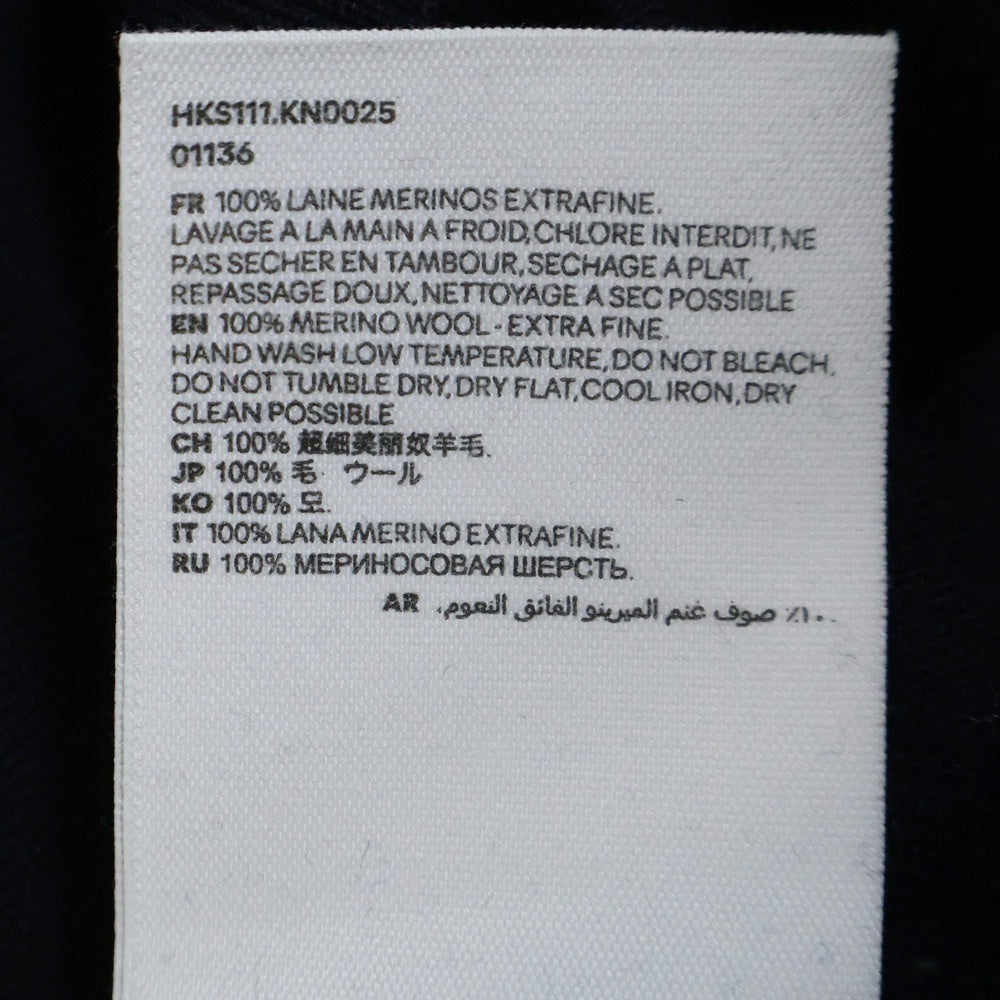 HKS111.KN0025
01136
FR 100% LAINE MERINOS EXTRAFINE.
LAVAGE A LA MAIN A FROID, CHLORE INTERDIT, NE
PAS SECHER EN TAMBOUR, SECHAGE A PLAT,
REPASSAGE DOUX, NETTOYAGE A SEC POSSIBLE
EN 100% MERINO WOOL - EXTRA FINE.
HAND WASH LOW TEMPERATURE, DO NOT BLEACH,
DO NOT TUMBLE DRY, DRY FLAT, COOL IRON, DRY
CLEAN POSSIBLE
CH 100% 超细美丽奴羊毛.
JP 100% 毛 ウール
KO 100% 모.
IT 100% LANA MERINO EXTRAFINE.
RU 100% МЕРИНОСОВАЯ ШЕРСТЬ.
AR ٪١٠٠ صوف غنم الميرينو الفائق النعوم.